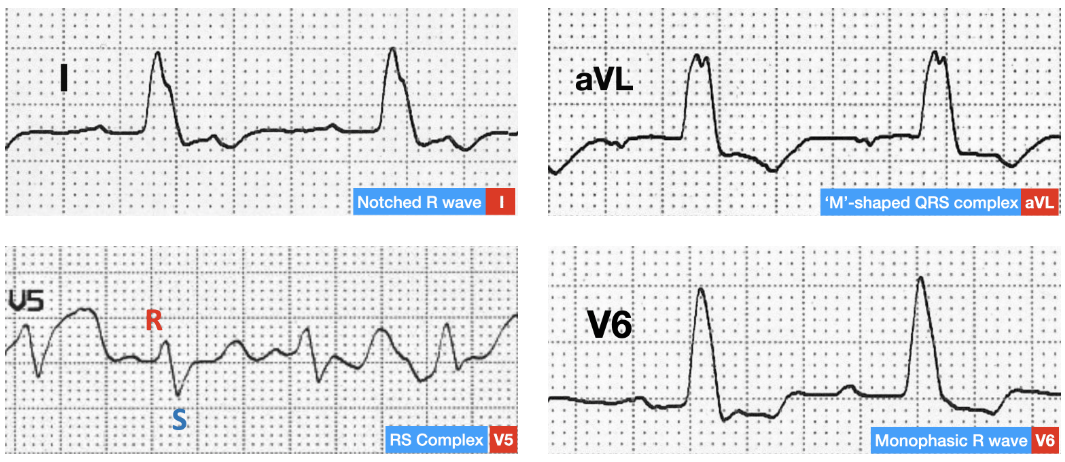 I
Notched R wave I
aVL
‘M’-shaped QRS complex aVL
V5
R
S
RS Complex V5
V6
Monophasic R wave V6